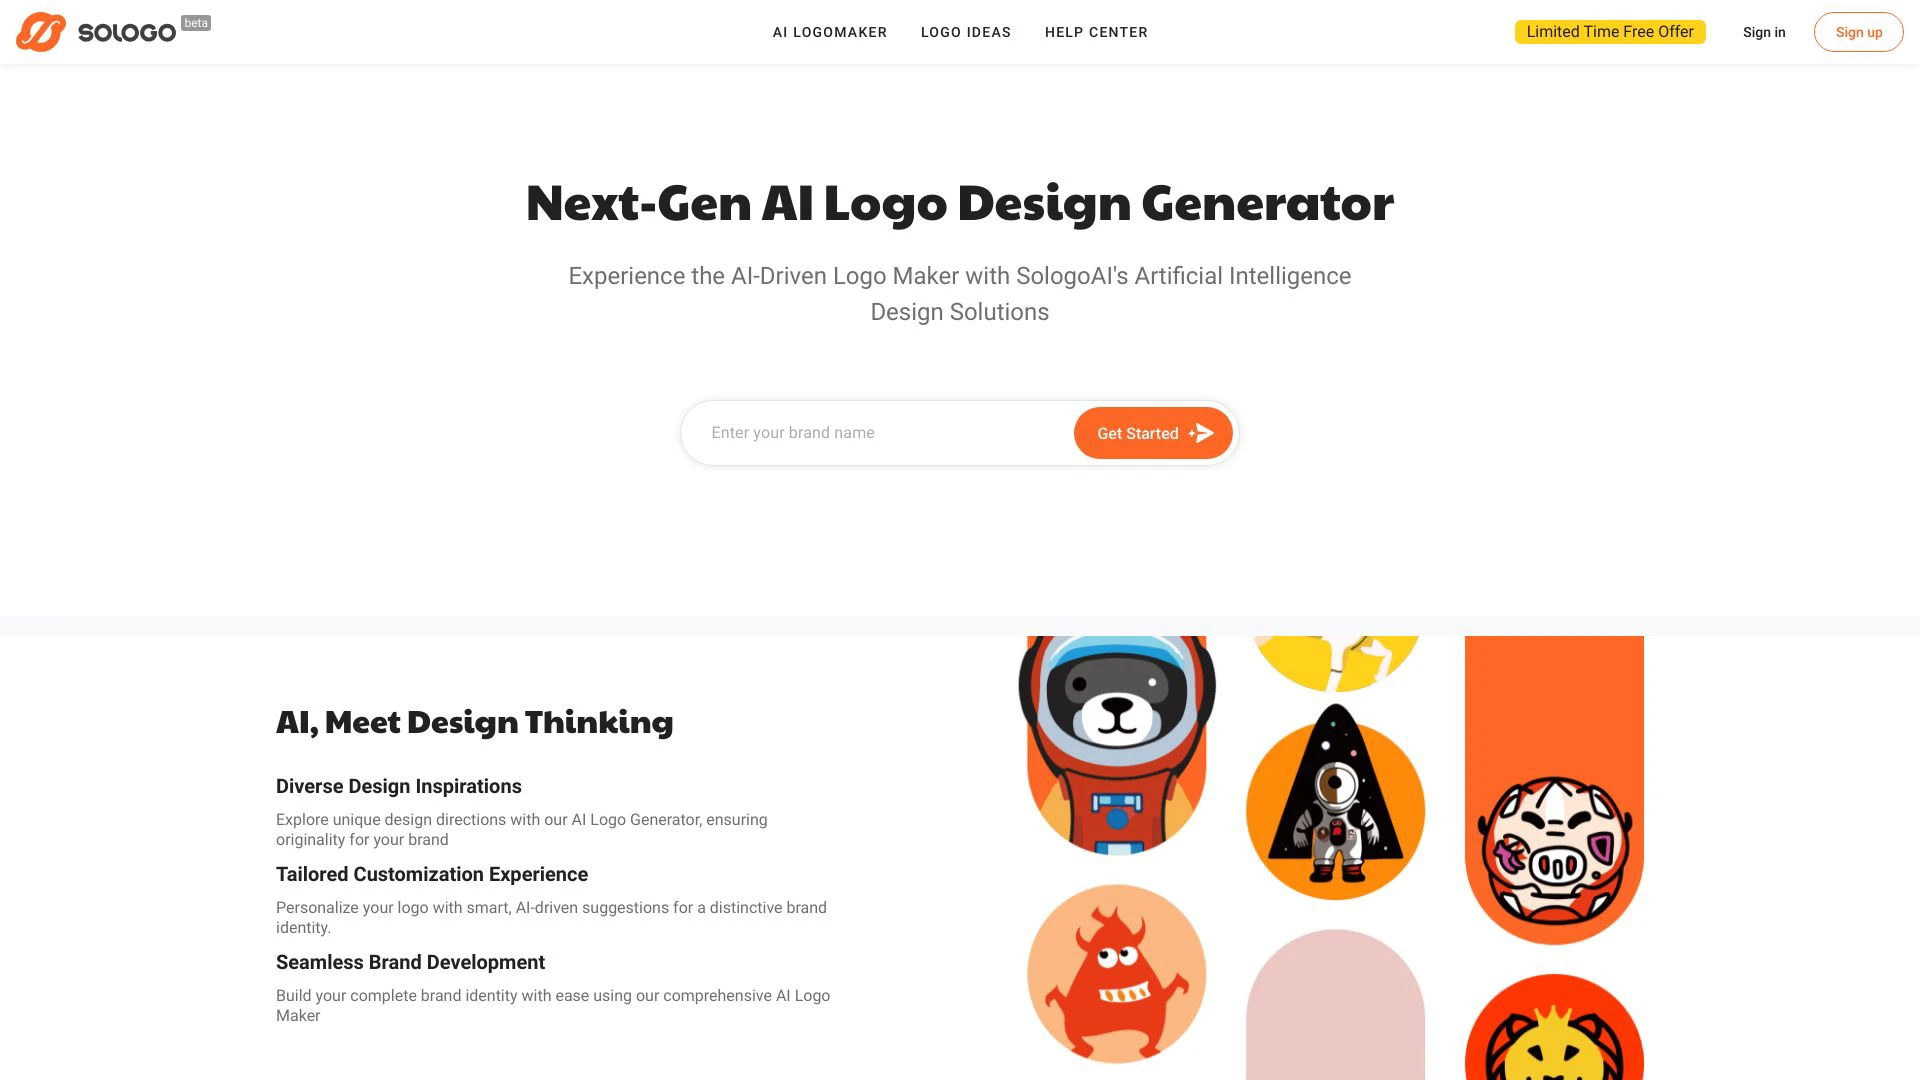 SOLOGO beta
AI LOGOMAKER
LOGO IDEAS
HELP CENTER
Limited Time Free Offer
Sign in
Sign up
Next-Gen AI Logo Design Generator
Experience the AI-Driven Logo Maker with SologoAI's Artificial Intelligence
Design Solutions
Enter your brand name
Get Started
AI, Meet Design Thinking
Diverse Design Inspirations
Explore unique design directions with our AI Logo Generator, ensuring
originality for your brand
Tailored Customization Experience
Personalize your logo with smart, AI-driven suggestions for a distinctive brand
identity.
Seamless Brand Development
Build your complete brand identity with ease using our comprehensive AI Logo
Maker